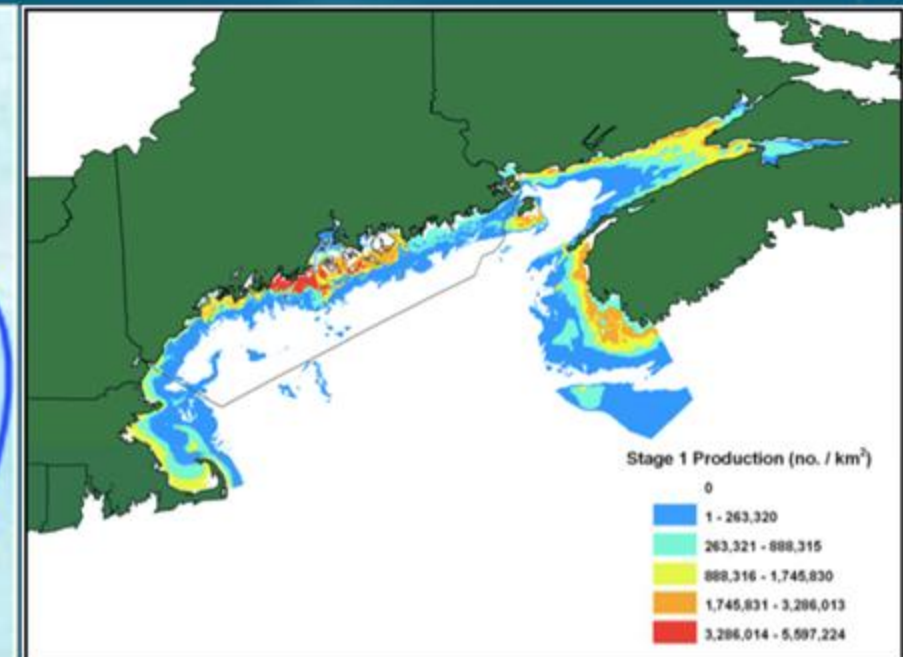 Stage 1 Production (no. / km²)
0
1 - 263,320
263,321 - 888,315
888,316 - 1,745,830
1,745,831 - 3,286,013
3,286,014 - 5,597,224